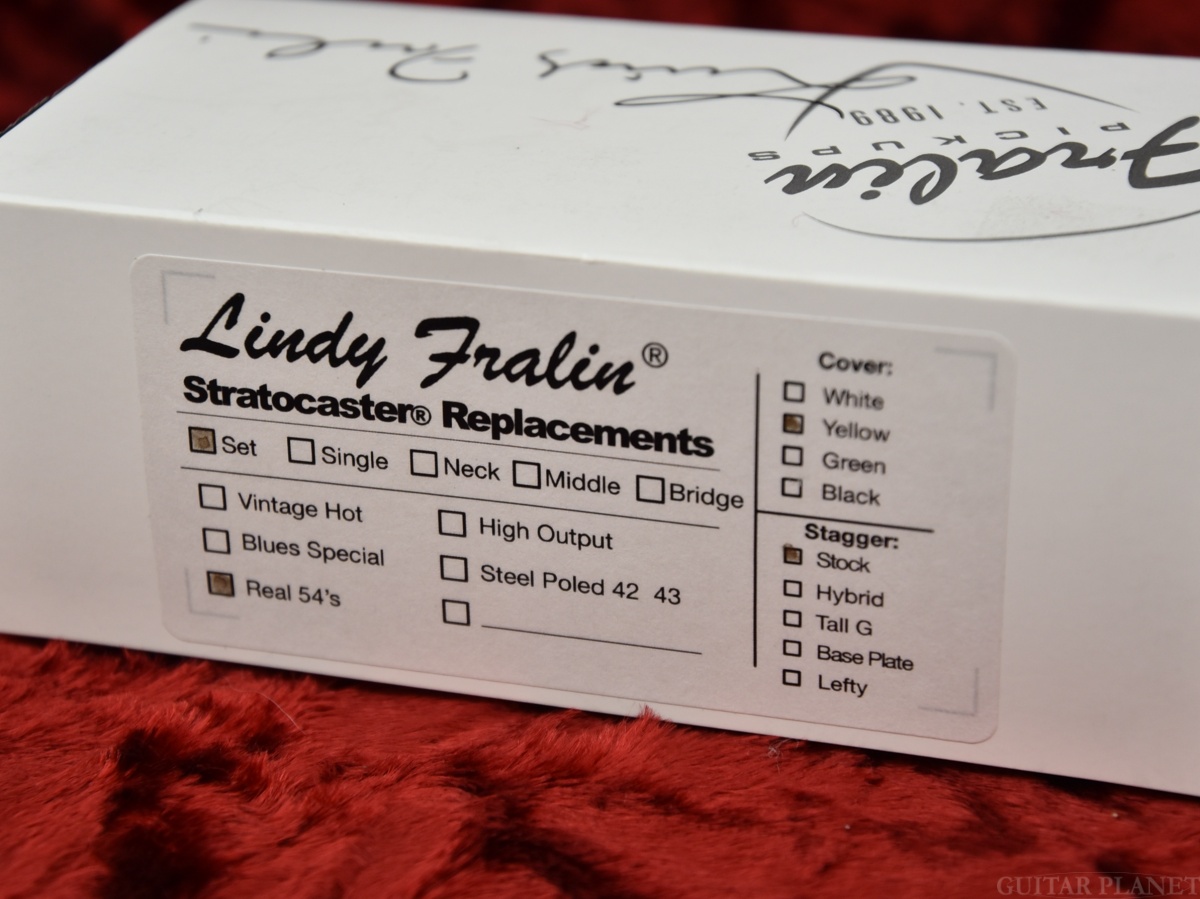 Fralin
PICKUPS
EST. 1989
Lindy Fralin
Lindy Fralin®
Stratocaster® Replacements
Set Single Neck Middle Bridge
Vintage Hot High Output
Blues Special Steel Poled 42 43
Real 54's
Cover:
White
Yellow
Green
Black
Stagger:
Stock
Hybrid
Tall G
Base Plate
Lefty
GUITAR PLANET